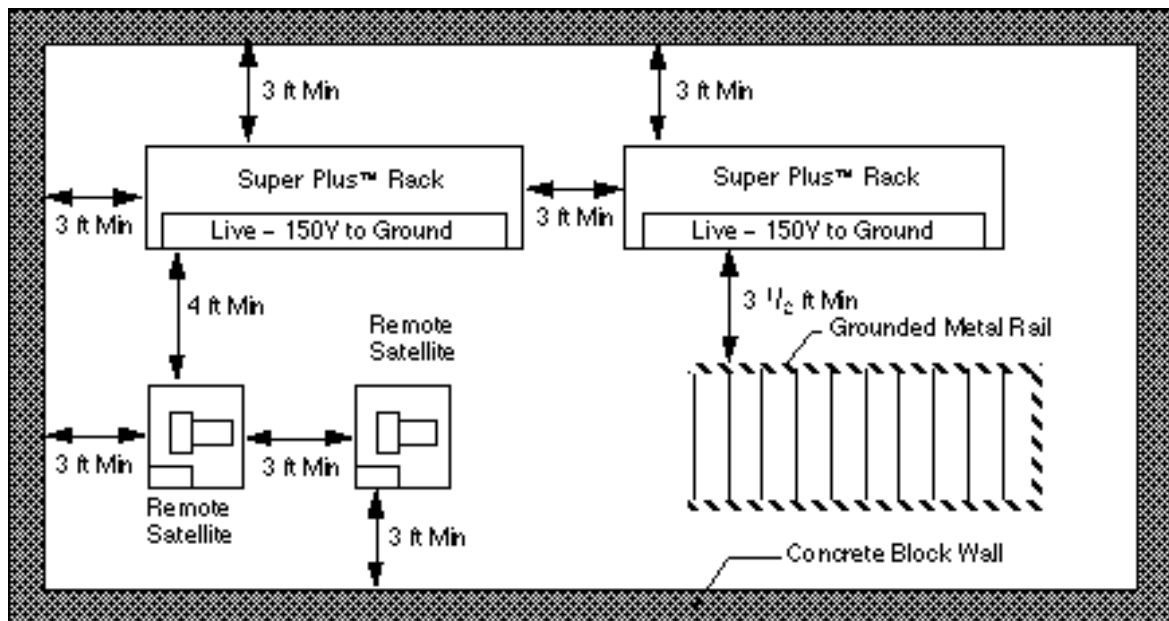 3 ft Min
3 ft Min
Super Plus™ Rack
Super Plus™ Rack
3 ft Min
3 ft Min
Live – 150V to Ground
Live – 150V to Ground
4 ft Min
3 1/2 ft Min
Remote
Satellite
Grounded Metal Rail
3 ft Min
3 ft Min
Remote
Satellite
3 ft Min
Concrete Block Wall